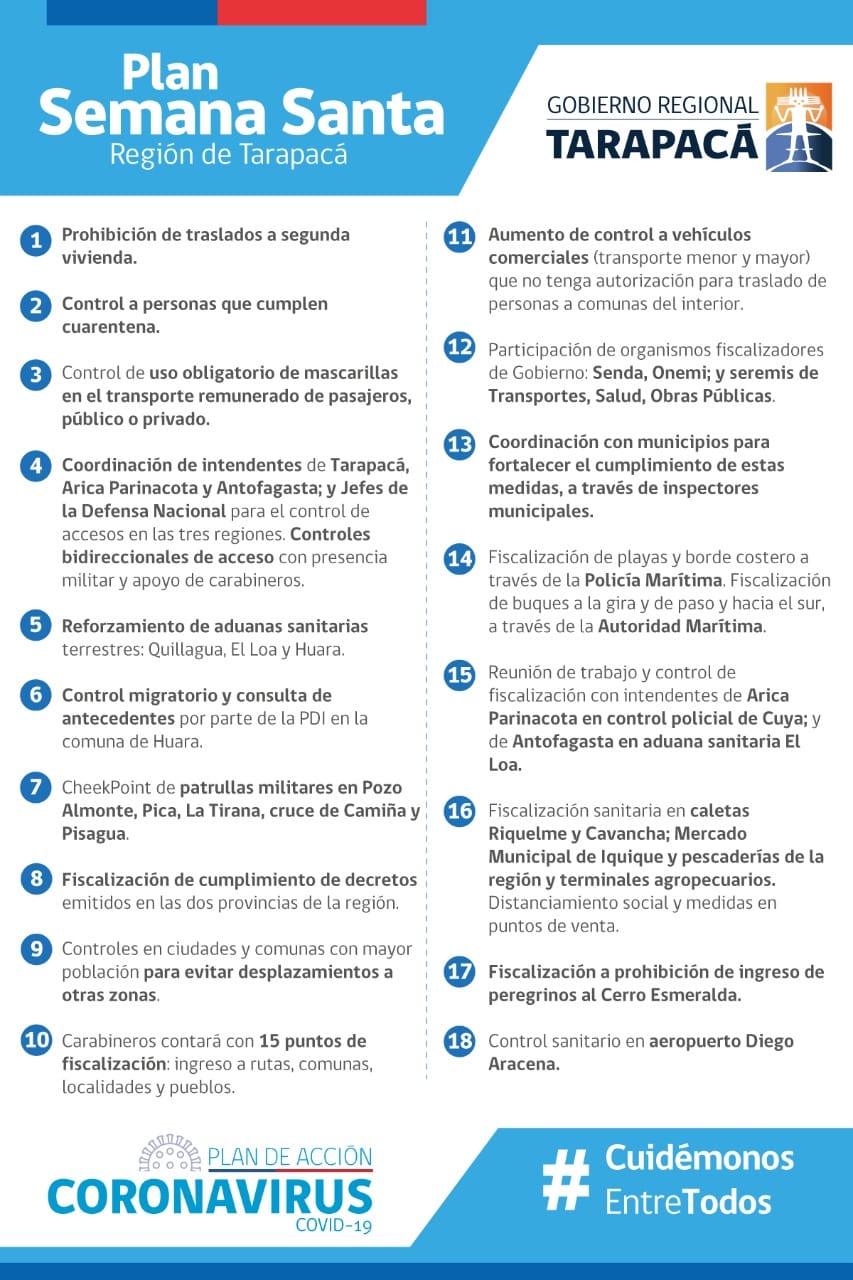 Plan
Semana Santa
Región de Tarapacá
GOBIERNO REGIONAL
TARAPACÁ
1 Prohibición de traslados a segunda
vivienda.
2 Control a personas que cumplen
cuarentena.
3 Control de uso obligatorio de mascarillas
en el transporte remunerado de pasajeros,
público o privado.
4 Coordinación de intendentes de Tarapacá,
Arica Parinacota y Antofagasta; y Jefes de
la Defensa Nacional para el control de
accesos en las tres regiones. Controles
bidireccionales de acceso con presencia
militar y apoyo de carabineros.
5 Reforzamiento de aduanas sanitarias
terrestres: Quillagua, El Loa y Huara.
6 Control migratorio y consulta de
antecedentes por parte de la PDI en la
comuna de Huara.
7 CheekPoint de patrullas militares en Pozo
Almonte, Pica, La Tirana, cruce de Camiña y
Pisagua.
8 Fiscalización de cumplimiento de decretos
emitidos en las dos provincias de la región.
9 Controles en ciudades y comunas con mayor
población para evitar desplazamientos a
otras zonas.
10 Carabineros contará con 15 puntos de
fiscalización: ingreso a rutas, comunas,
localidades y pueblos.
11 Aumento de control a vehículos
comerciales (transporte menor y mayor)
que no tenga autorización para traslado de
personas a comunas del interior.
12 Participación de organismos fiscalizadores
de Gobierno: Senda, Onemi; y seremis de
Transportes, Salud, Obras Públicas.
13 Coordinación con municipios para
fortalecer el cumplimiento de estas
medidas, a través de inspectores
municipales.
14 Fiscalización de playas y borde costero a
través de la Policía Marítima. Fiscalización
de buques a la gira y de paso y hacia el sur,
a través de la Autoridad Marítima.
15 Reunión de trabajo y control de
fiscalización con intendentes de Arica
Parinacota en control policial de Cuya; y
de Antofagasta en aduana sanitaria El
Loa.
16 Fiscalización sanitaria en caletas
Riquelme y Cavancha; Mercado
Municipal de Iquique y pescaderías de la
región y terminales agropecuarios.
Distanciamiento social y medidas en
puntos de venta.
17 Fiscalización a prohibición de ingreso de
peregrinos al Cerro Esmeralda.
18 Control sanitario en aeropuerto Diego
Aracena.
PLAN DE ACCIÓN
CORONAVIRUS
COVID-19
# Cuidémonos
EntreTodos